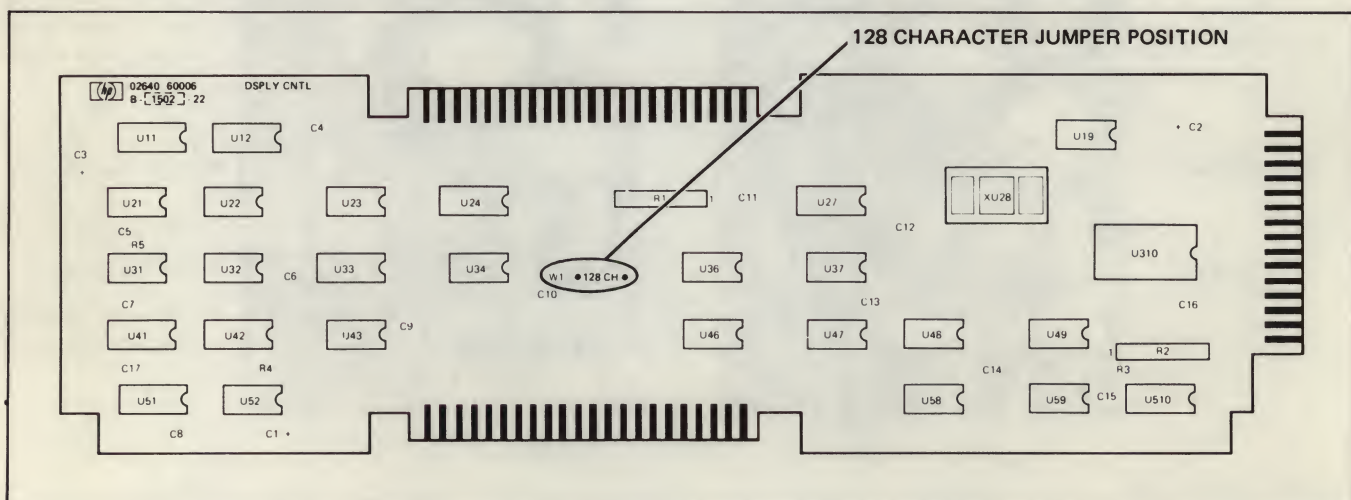 128 CHARACTER JUMPER POSITION
hp 02640 60006 DSPLY CNTL
B - 1502 - 22
U11 U12 C4 U19 + C2
C3
+
U21 U22 U23 U24 R1 1 C11 U27 XU28
C5 C12
R5
U31 U32 C6 U33 U34 W1 ●128 CH● U36 U37 U310
C10
C7 C13 C16
U41 U42 U43 C9 U46 U47 U48 U49 1 R2
C17 R4 C14 R3
U51 U52 U58 U59 C15 U510
C8 C1 +